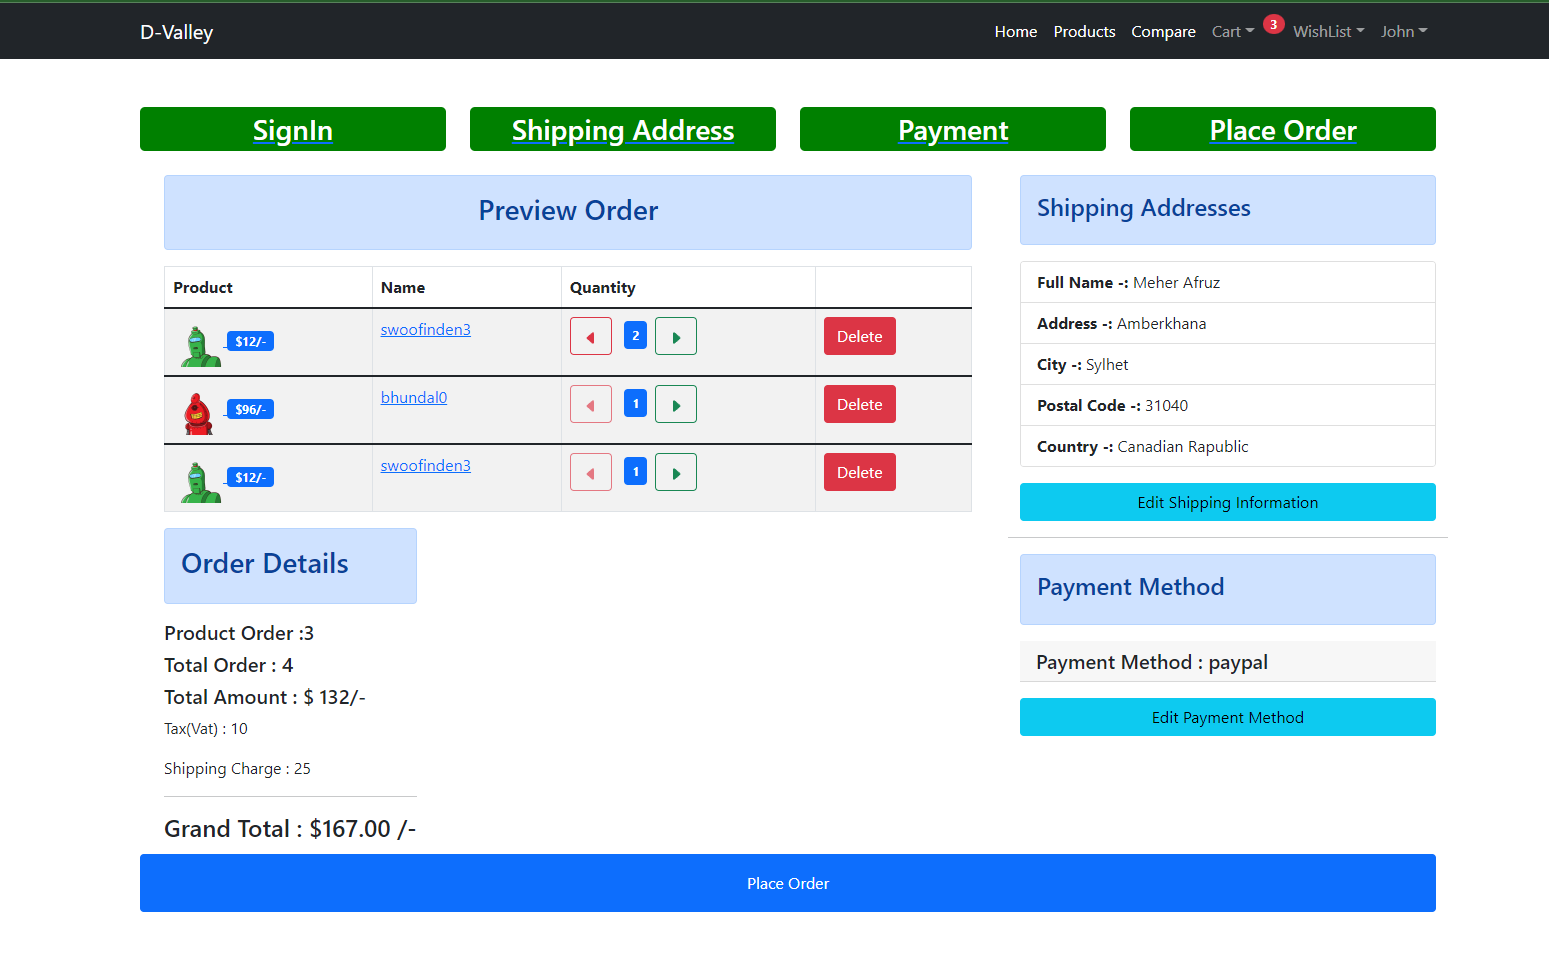 D-Valley
Home Products Compare Cart 3 WishList John
SignIn
Shipping Address
Payment
Place Order
Preview Order
Product Name Quantity
$12/- swoofinden3 2 Delete
$96/- bhundal0 1 Delete
$12/- swoofinden3 1 Delete
Order Details
Product Order :3
Total Order : 4
Total Amount : $ 132/-
Tax(Vat) : 10
Shipping Charge : 25
Grand Total : $167.00 /-
Shipping Addresses
Full Name -: Meher Afruz
Address -: Amberkhana
City -: Sylhet
Postal Code -: 31040
Country -: Canadian Rapublic
Edit Shipping Information
Payment Method
Payment Method : paypal
Edit Payment Method
Place Order